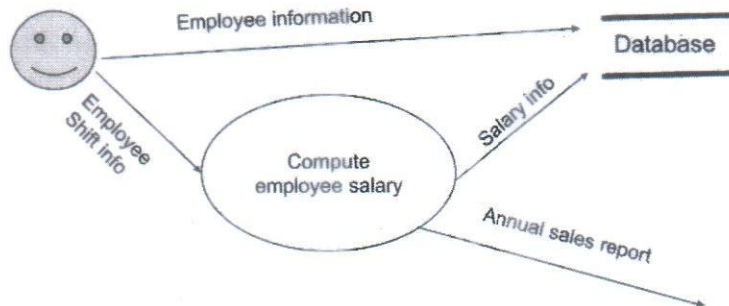 Employee information
Database
Employee
Shift info
Salary info
Compute
employee salary
Annual sales report